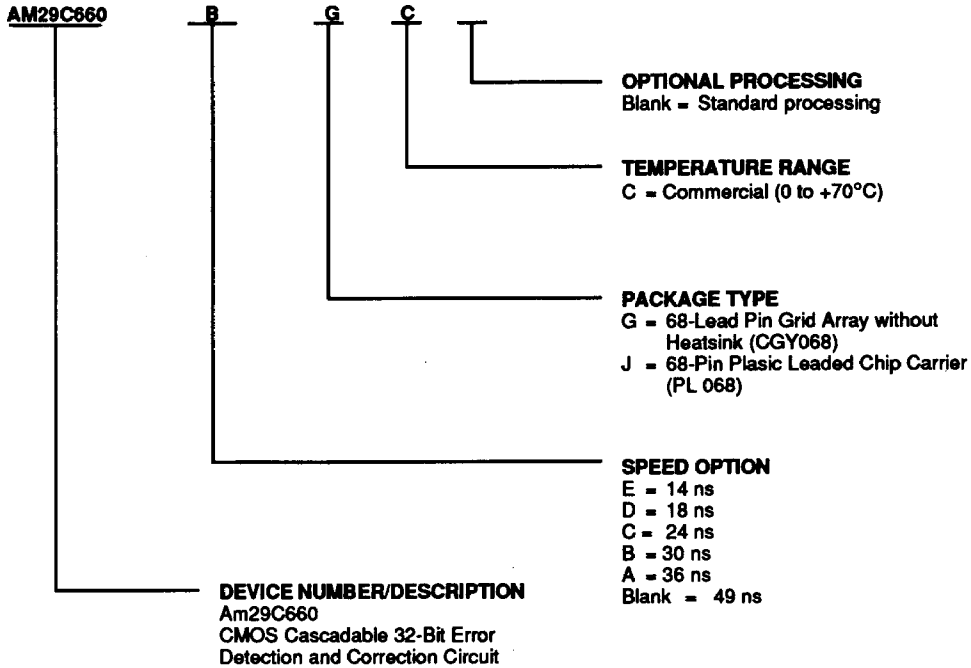 AM29C660 B G C
OPTIONAL PROCESSING
Blank = Standard processing
TEMPERATURE RANGE
C = Commercial (0 to +70°C)
PACKAGE TYPE
G = 68-Lead Pin Grid Array without
Heatsink (CGY068)
J = 68-Pin Plasic Leaded Chip Carrier
(PL 068)
SPEED OPTION
E = 14 ns
D = 18 ns
C = 24 ns
B = 30 ns
A = 36 ns
Blank = 49 ns
DEVICE NUMBER/DESCRIPTION
Am29C660
CMOS Cascadable 32-Bit Error
Detection and Correction Circuit